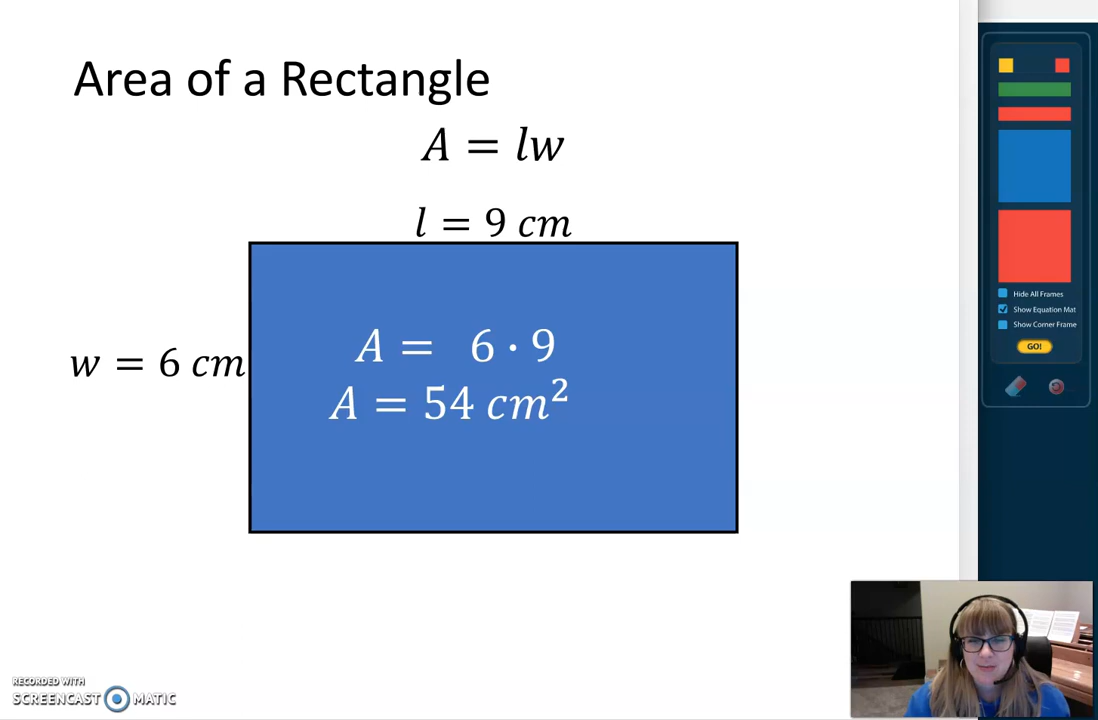 Area of a Rectangle
A = lw
l = 9 cm
w = 6 cm
A = 6 · 9
A = 54 cm²
Hide All Frames
Show Equation Mat
Show Corner Frame
GO!
RECORDED WITH
SCREENCAST MATIC